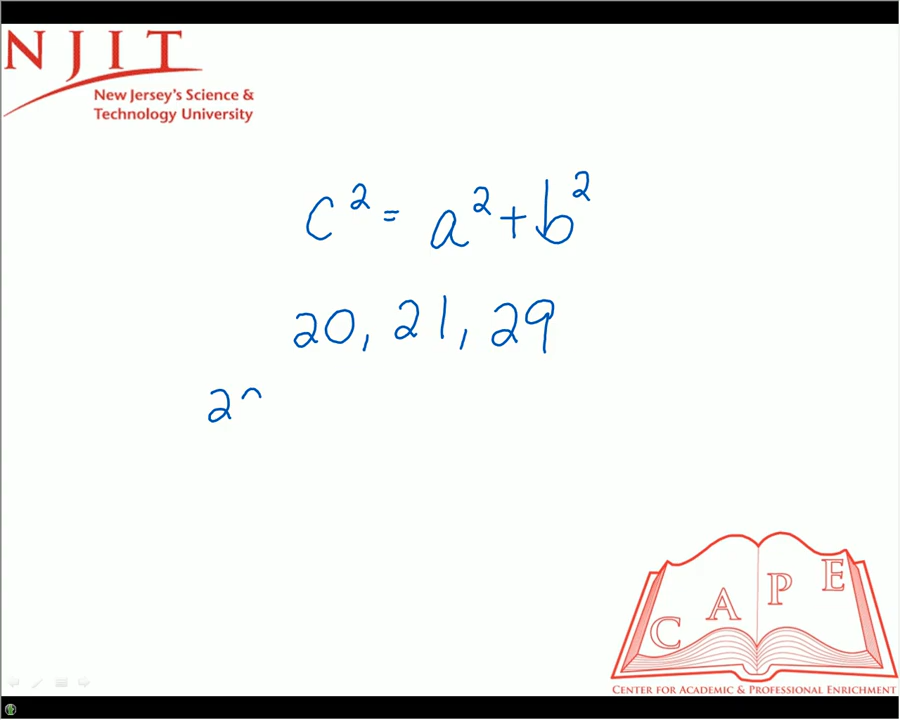 NJIT
New Jersey's Science &
Technology University
c² = a² + b²
20, 21, 29
2
C A P E
CENTER FOR ACADEMIC & PROFESSIONAL ENRICHMENT